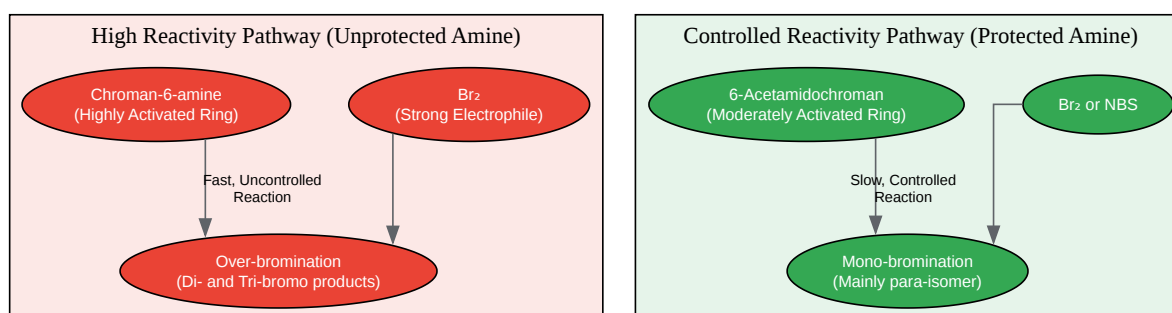 High Reactivity Pathway (Unprotected Amine)
Chroman-6-amine
(Highly Activated Ring)
Br₂
(Strong Electrophile)
Fast, Uncontrolled
Reaction
Over-bromination
(Di- and Tri-bromo products)
Controlled Reactivity Pathway (Protected Amine)
6-Acetamidochroman
(Moderately Activated Ring)
Br₂ or NBS
Slow, Controlled
Reaction
Mono-bromination
(Mainly para-isomer)